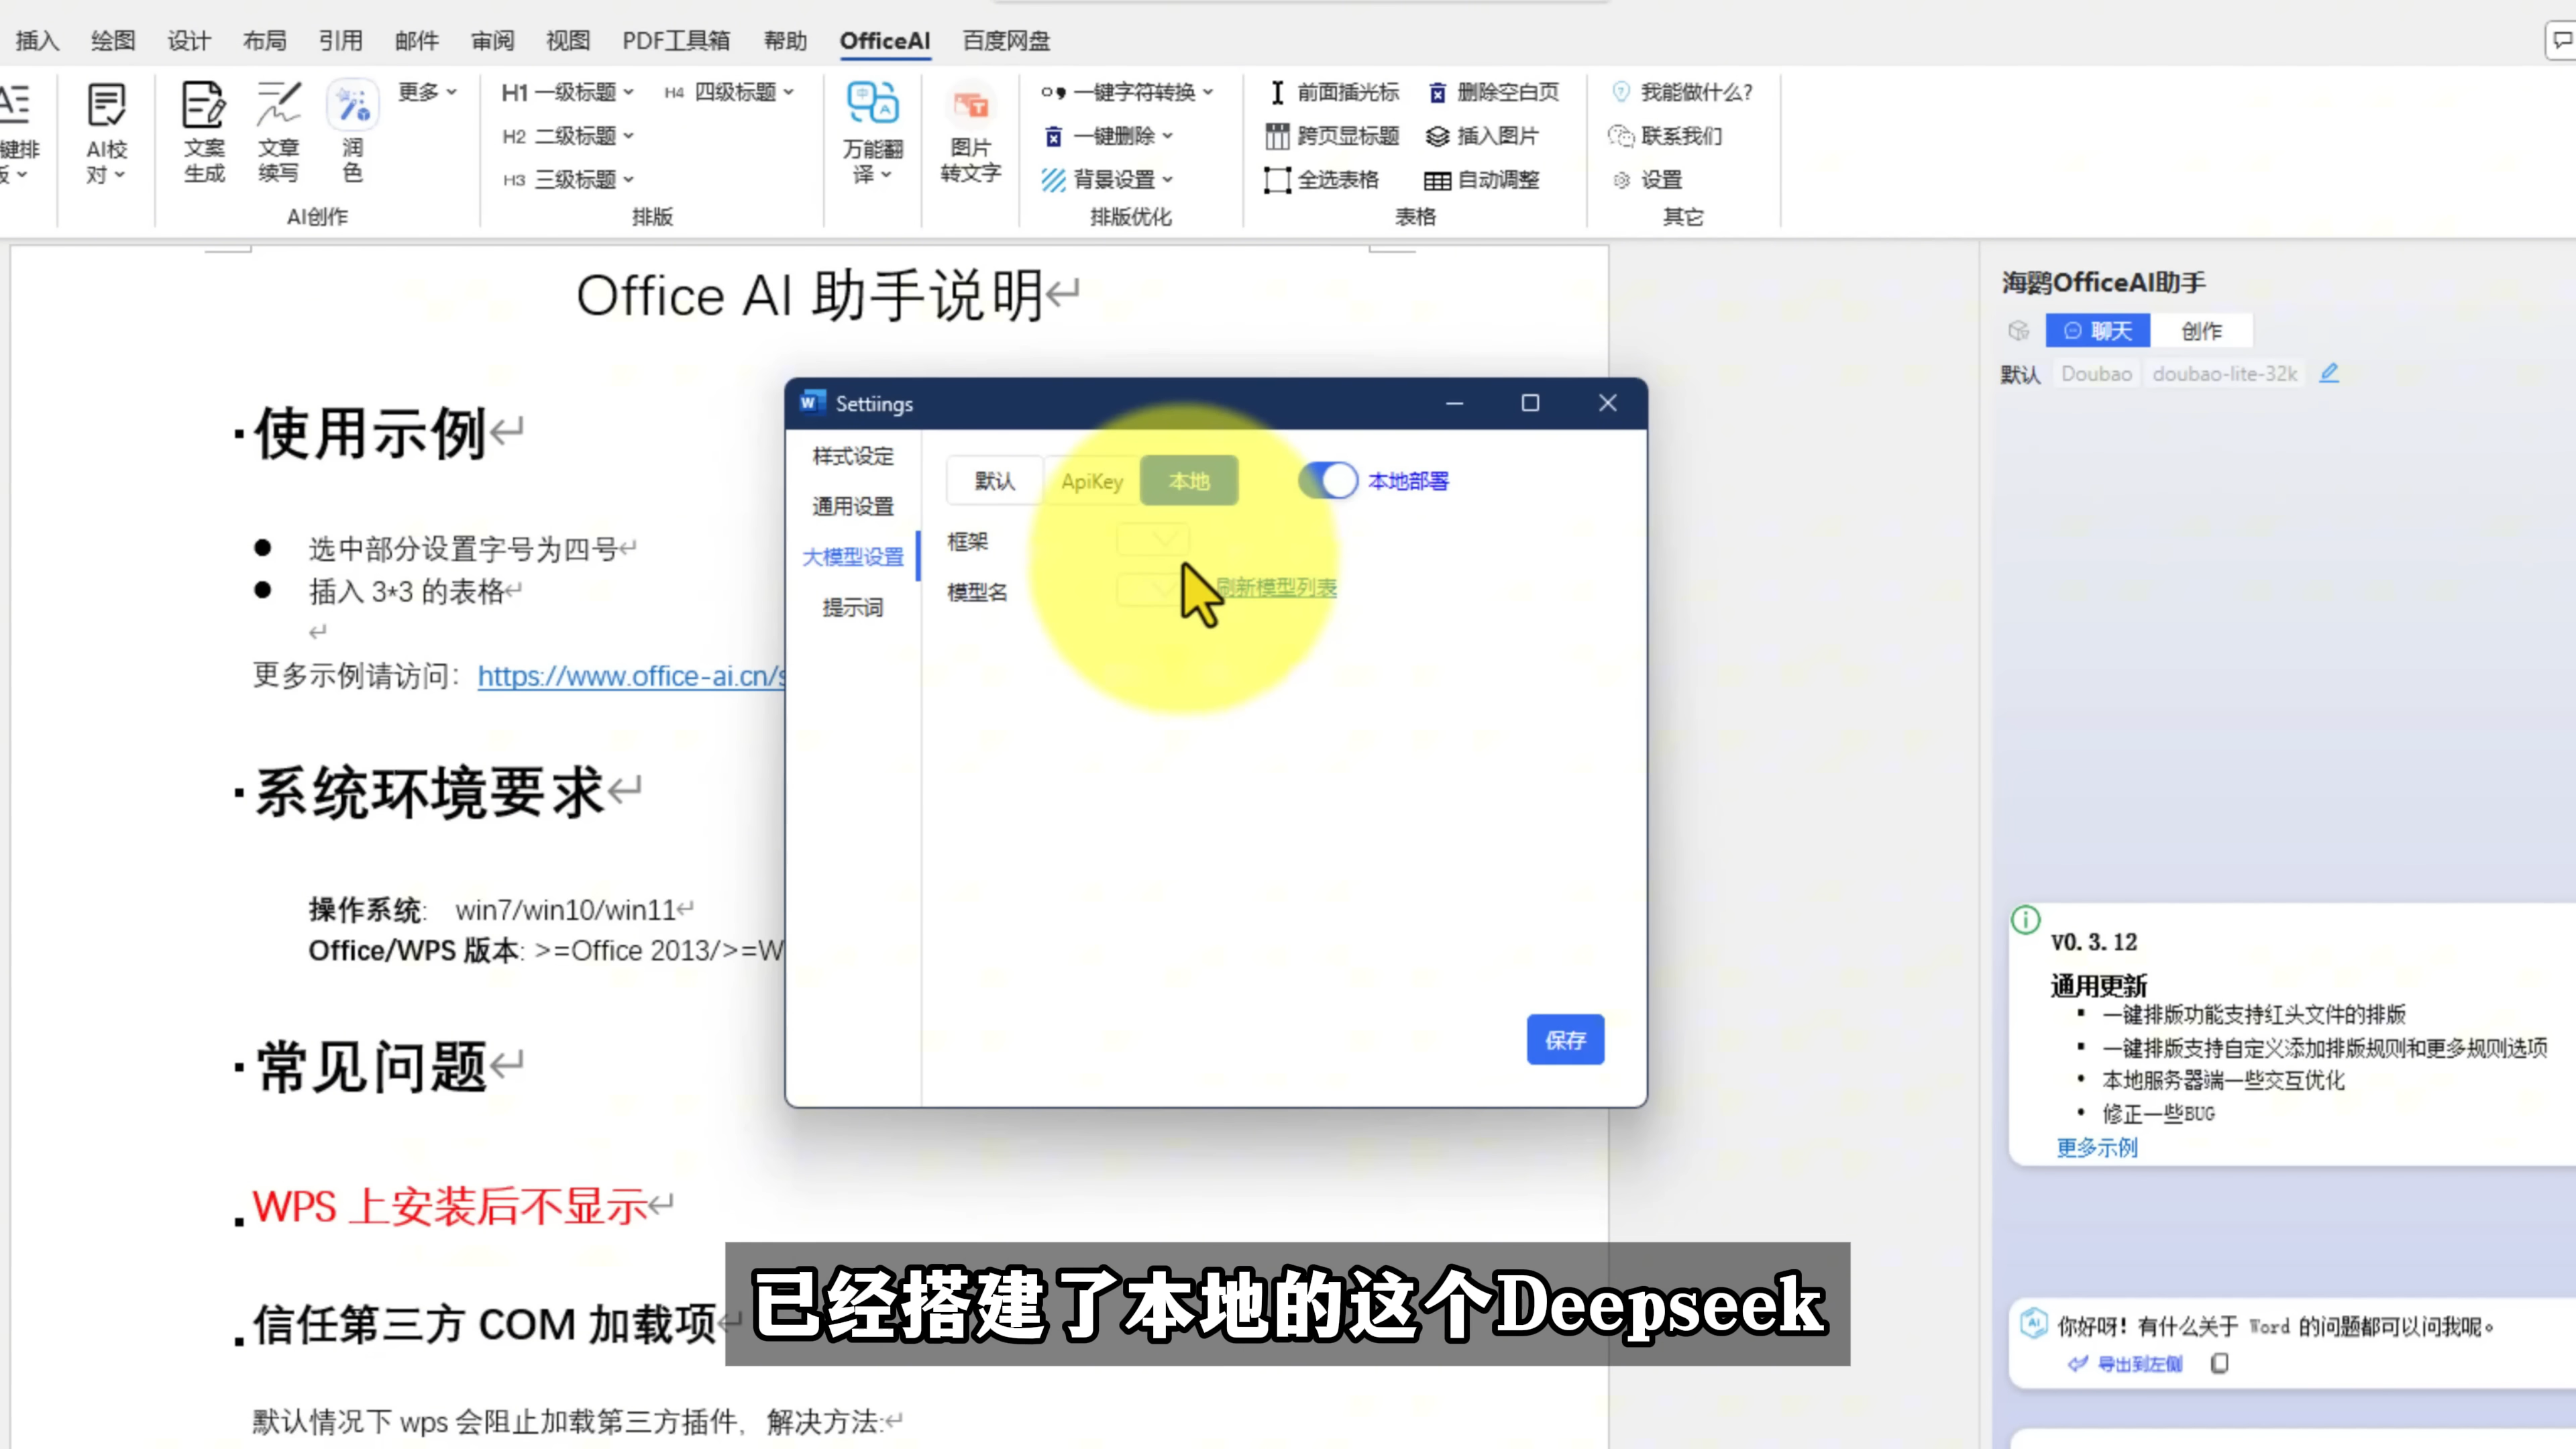 插入 绘图 设计 布局 引用 邮件 审阅 视图 PDF工具箱 帮助 OfficeAI 百度网盘
更多 H1 一级标题 H4 四级标题 一键字符转换 前面插光标 删除空白页 我能做什么?
H2 二级标题 一键删除 跨页显标题 插入图片 联系我们
H3 三级标题 背景设置 全选表格 自动调整 设置
键排 AI校 文案 文章 润 万能翻 图片
对 生成 续写 色 译 转文字
AI创作 排版 排版优化 表格 其它
Office AI 助手说明
使用示例
选中部分设置字号为四号
插入 3*3 的表格
更多示例请访问: https://www.office-ai.cn/s
系统环境要求
操作系统: win7/win10/win11
Office/WPS 版本: >=Office 2013/>=W
常见问题
WPS 上安装后不显示
信任第三方 COM 加载项
默认情况下 wps 会阻止加载第三方插件, 解决方法:
Settiings
样式设定
通用设置
大模型设置
提示词
默认 ApiKey 本地 本地部署
框架
模型名 刷新模型列表
保存
海鹦OfficeAI助手
聊天 创作
默认 Doubao doubao-lite-32k
v0.3.12
通用更新
一键排版功能支持红头文件的排版
一键排版支持自定义添加排版规则和更多规则选项
本地服务器端一些交互优化
修正一些BUG
更多示例
你好呀! 有什么关于 Word 的问题都可以问我呢。
导出到左侧
已经搭建了本地的这个Deepseek